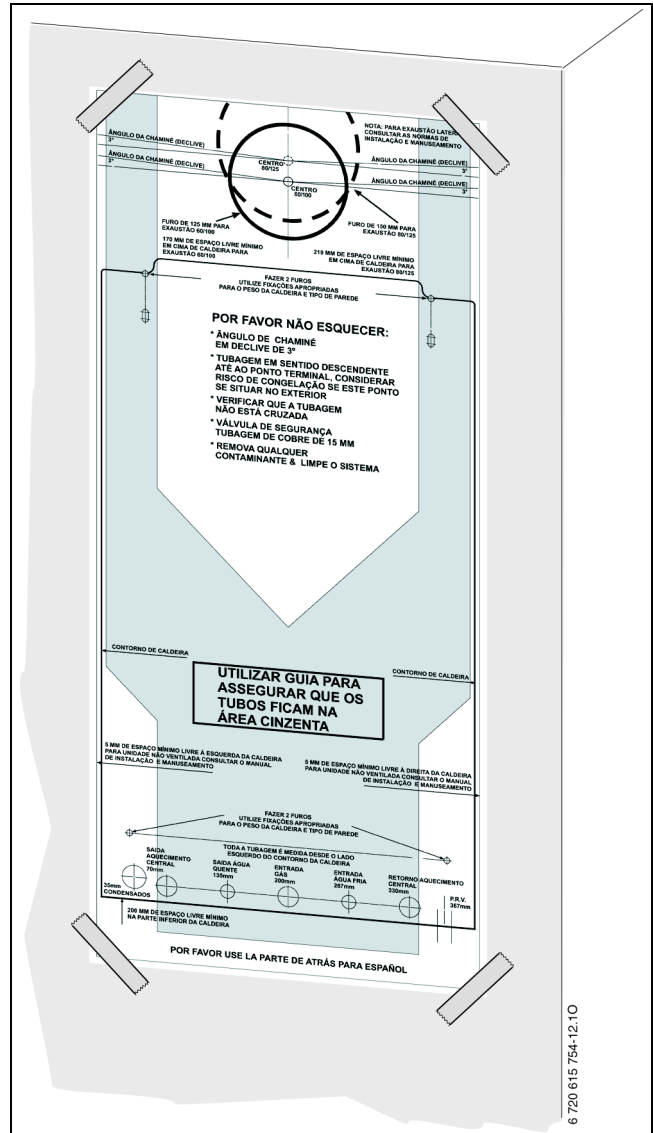 NOTA: PARA EXAUSTÃO LATERAL
CONSULTAR AS NORMAS DE
INSTALAÇÃO E MANUSEAMENTO
ÂNGULO DA CHAMINÉ (DECLIVE)
3°
ÂNGULO DA CHAMINÉ (DECLIVE)
3°
CENTRO
80/125
ÂNGULO DA CHAMINÉ (DECLIVE)
3°
ÂNGULO DA CHAMINÉ (DECLIVE)
3°
CENTRO
60/100
FURO DE 125 MM PARA
EXAUSTÃO 60/100
FURO DE 150 MM PARA
EXAUSTÃO 80/125
170 MM DE ESPAÇO LIVRE MÍNIMO
EM CIMA DE CALDEIRA PARA
EXAUSTÃO 60/100
210 MM DE ESPAÇO LIVRE MÍNIMO
EM CIMA DE CALDEIRA PARA
EXAUSTÃO 80/125
FAZER 2 FUROS
UTILIZE FIXAÇÕES APROPRIADAS
PARA O PESO DA CALDEIRA E TIPO DE PAREDE
POR FAVOR NÃO ESQUECER:
* ÂNGULO DE CHAMINÉ
EM DECLIVE DE 3º
* TUBAGEM EM SENTIDO DESCENDENTE
ATÉ AO PONTO TERMINAL, CONSIDERAR
RISCO DE CONGELAÇÃO SE ESTE PONTO
SE SITUAR NO EXTERIOR
* VERIFICAR QUE A TUBAGEM
NÃO ESTÁ CRUZADA
* VÁLVULA DE SEGURANÇA
TUBAGEM DE COBRE DE 15 MM
* REMOVA QUALQUER
CONTAMINANTE & LIMPE O SISTEMA
CONTORNO DE CALDEIRA
CONTORNO DE CALDEIRA
UTILIZAR GUIA PARA
ASSEGURAR QUE OS
TUBOS FICAM NA
ÁREA CINZENTA
5 MM DE ESPAÇO MÍNIMO LIVRE À ESQUERDA DA CALDEIRA
PARA UNIDADE NÃO VENTILADA CONSULTAR O MANUAL
DE INSTALAÇÃO E MANUSEAMENTO
5 MM DE ESPAÇO MÍNIMO LIVRE À DIREITA DA CALDEIRA
PARA UNIDADE NÃO VENTILADA CONSULTAR O MANUAL
DE INSTALAÇÃO E MANUSEAMENTO
FAZER 2 FUROS
UTILIZE FIXAÇÕES APROPRIADAS
PARA O PESO DA CALDEIRA E TIPO DE PAREDE
TODA A TUBAGEM É MEDIDA DESDE O LADO
ESQUERDO DO CONTORNO DA CALDEIRA
35mm
CONDENSADOS
SAIDA
AQUECIMENTO
CENTRAL
70mm
SAIDA ÁGUA
QUENTE
135mm
ENTRADA
GÁS
200mm
ENTRADA
ÁGUA FRIA
267mm
RETORNO AQUECIMENTO
CENTRAL
330mm
P.R.V.
367mm
200 MM DE ESPAÇO LIVRE MÍNIMO
NA PARTE INFERIOR DA CALDEIRA
POR FAVOR USE LA PARTE DE ATRÁS PARA ESPAÑOL
6 720 615 754-12.1O